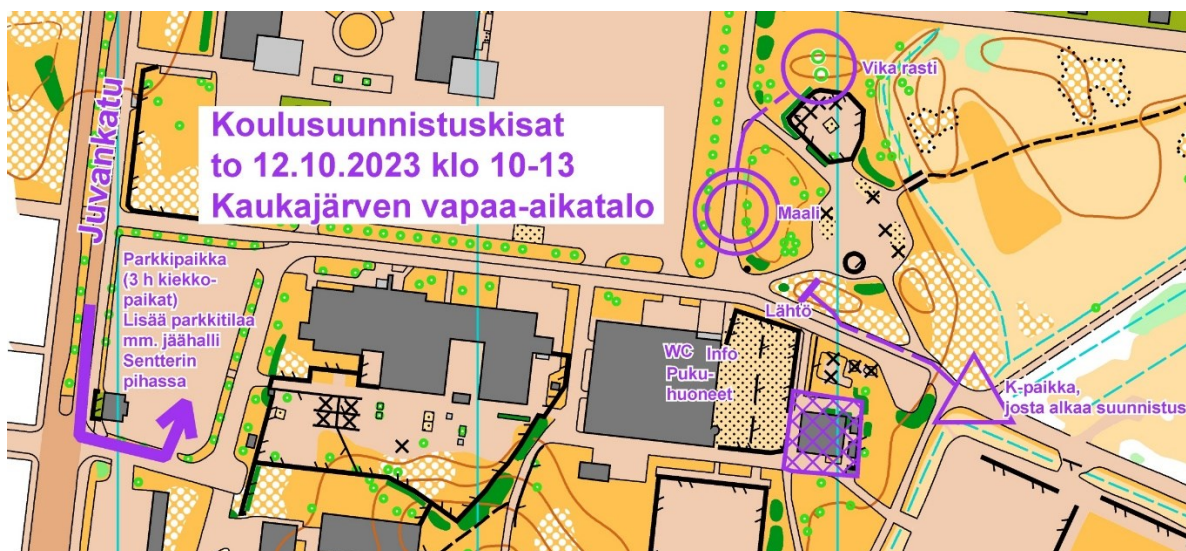 Koulusuunnistuskisat
to 12.10.2023 klo 10-13
Kaukajärven vapaa-aikatalo
Juvankatu
Parkkipaikka
(3 h kiekko-
paikat)
Lisää parkkitilaa
mm. jäähalli
Sentterin
pihassa
Vika rasti
Maali
Lähtö
WC Info
Puku-
huoneet
K-paikka,
josta alkaa suunnistus